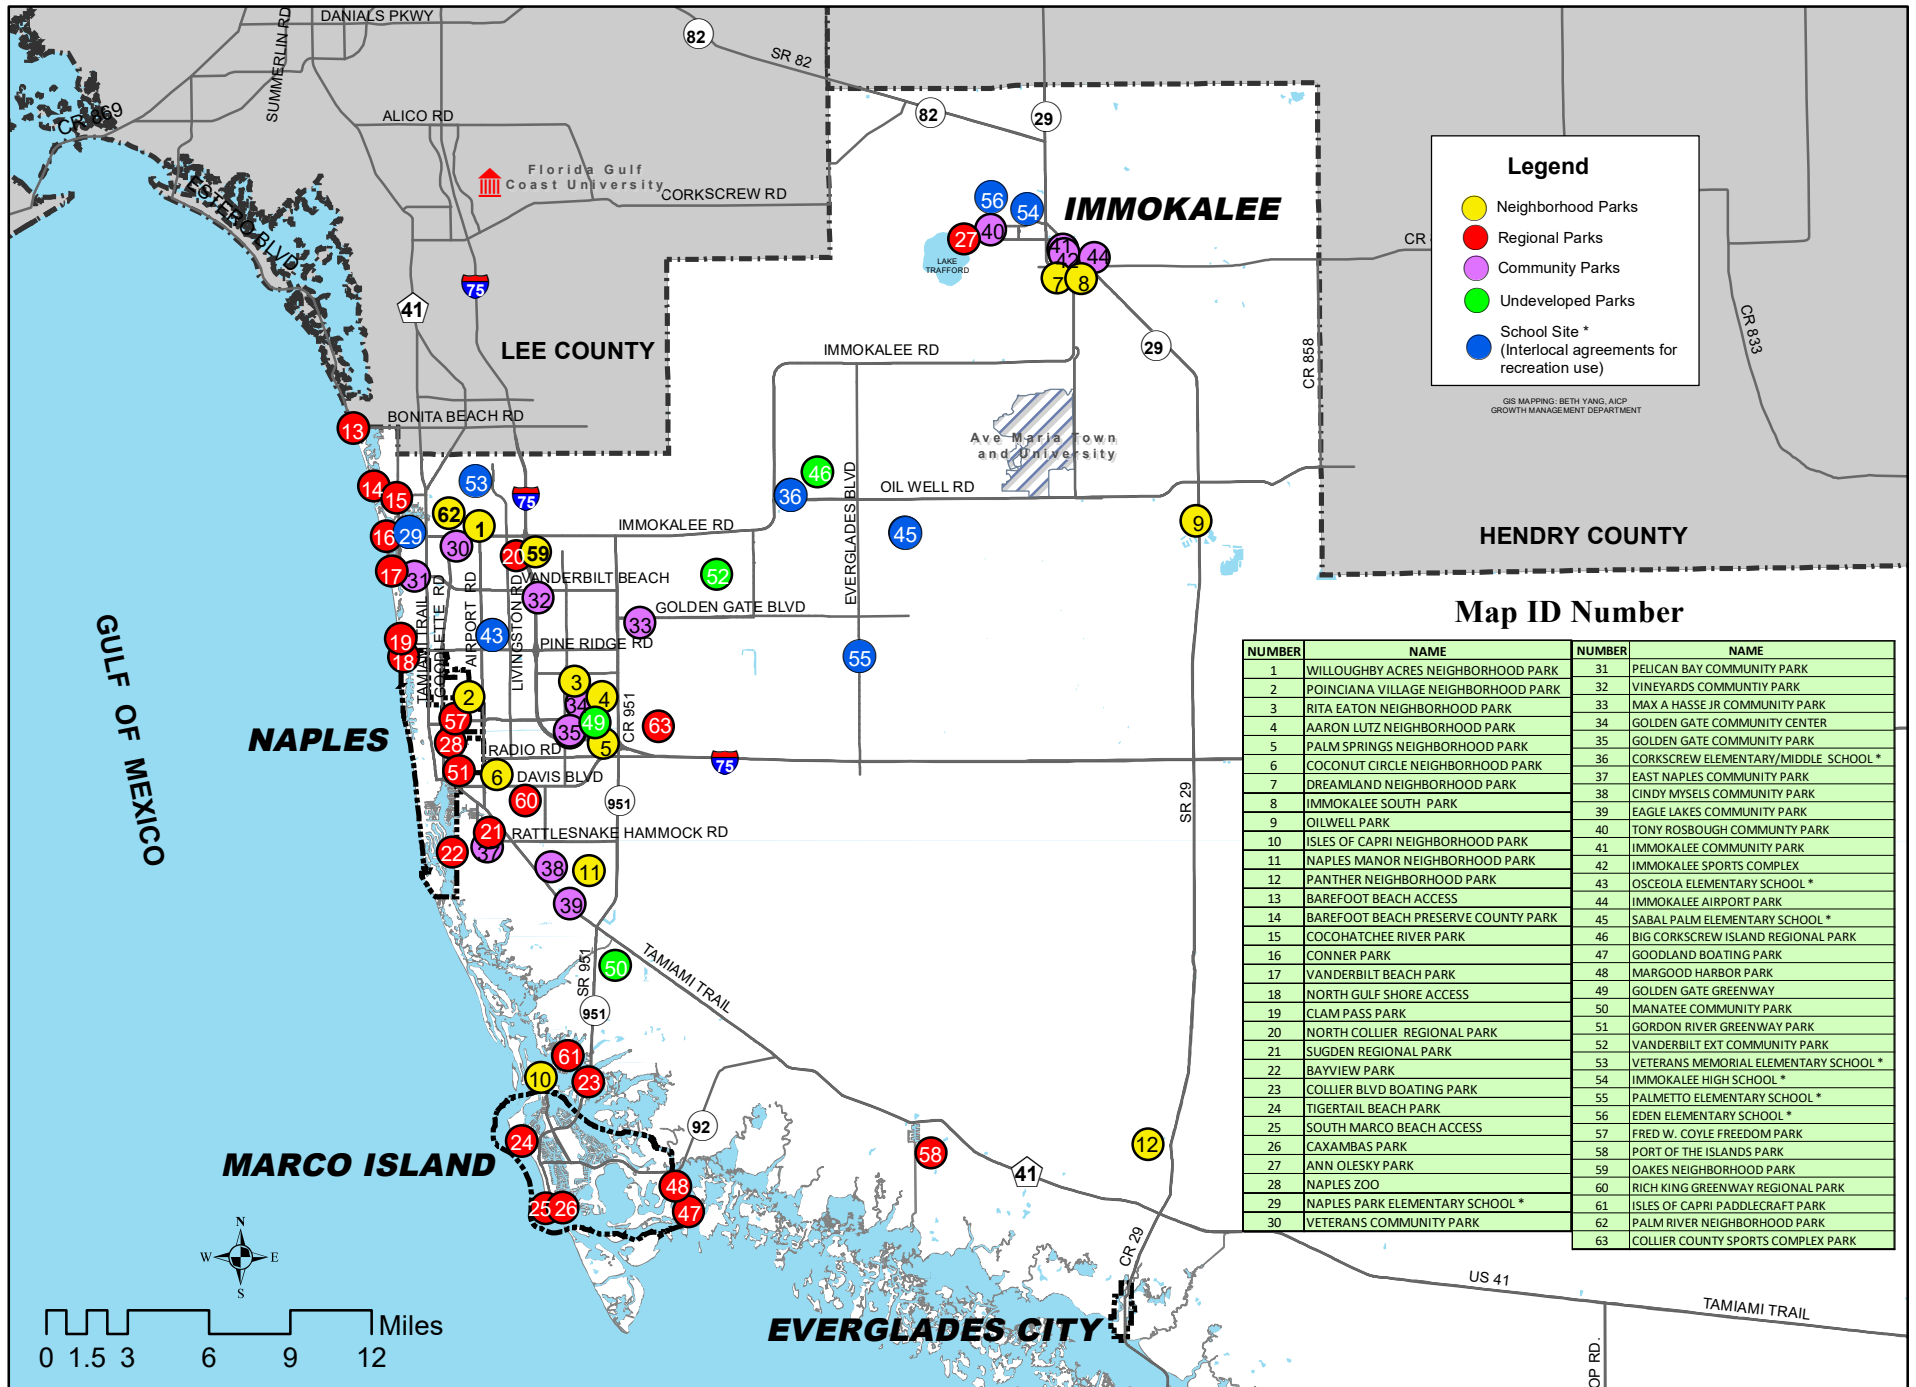 DANIALS PKWY
SUMMERLIN RD
82
SR 82
CR 869
ALICO RD
82
29
Florida Gulf
Coast University
CORKSCREW RD
ESTERO BLVD
56
54
IMMOKALEE
27
40
41
42
44
LAKE
TRAFFORD
7
8
75
41
LEE COUNTY
IMMOKALEE RD
29
CR 858
CR
CR 833
Legend
Neighborhood Parks
Regional Parks
Community Parks
Undeveloped Parks
School Site *
(Interlocal agreements for
recreation use)
GIS MAPPING: BETH YANG, AICP
GROWTH MANAGEMENT DEPARTMENT
BONITA BEACH RD
13
Ave Maria Town
and University
14
15
53
75
46
36
OIL WELL RD
EVERGLADES BLVD
62
1
16
29
30
IMMOKALEE RD
45
9
20
59
17
31
VANDERBILT BEACH
52
32
HENDRY COUNTY
GOLDEN GATE BLVD
33
TAMIAMI TRAIL
GOODLETTE RD
AIRPORT RD
LIVINGSTON RD
43
PINE RIDGE RD
19
18
55
GULF OF MEXICO
3
2
34
4
57
49
35
63
CR 951
NAPLES
28
RADIO RD
5
75
51
6
DAVIS BLVD
60
951
SR 29
21
RATTLESNAKE HAMMOCK RD
22
37
38
11
39
SR 951
50
TAMIAMI TRAIL
951
61
10
23
92
24
MARCO ISLAND
58
12
41
48
25
26
47
CR 29
N
W
E
S
Miles
0 1.5 3 6 9 12
EVERGLADES CITY
US 41
TAMIAMI TRAIL
OP RD.
Map ID Number
NUMBER NAME
1 WILLOUGHBY ACRES NEIGHBORHOOD PARK
2 POINCIANA VILLAGE NEIGHBORHOOD PARK
3 RITA EATON NEIGHBORHOOD PARK
4 AARON LUTZ NEIGHBORHOOD PARK
5 PALM SPRINGS NEIGHBORHOOD PARK
6 COCONUT CIRCLE NEIGHBORHOOD PARK
7 DREAMLAND NEIGHBORHOOD PARK
8 IMMOKALEE SOUTH PARK
9 OILWELL PARK
10 ISLES OF CAPRI NEIGHBORHOOD PARK
11 NAPLES MANOR NEIGHBORHOOD PARK
12 PANTHER NEIGHBORHOOD PARK
13 BAREFOOT BEACH ACCESS
14 BAREFOOT BEACH PRESERVE COUNTY PARK
15 COCOHATCHEE RIVER PARK
16 CONNER PARK
17 VANDERBILT BEACH PARK
18 NORTH GULF SHORE ACCESS
19 CLAM PASS PARK
20 NORTH COLLIER REGIONAL PARK
21 SUGDEN REGIONAL PARK
22 BAYVIEW PARK
23 COLLIER BLVD BOATING PARK
24 TIGERTAIL BEACH PARK
25 SOUTH MARCO BEACH ACCESS
26 CAXAMBAS PARK
27 ANN OLESKY PARK
28 NAPLES ZOO
29 NAPLES PARK ELEMENTARY SCHOOL *
30 VETERANS COMMUNITY PARK
NUMBER NAME
31 PELICAN BAY COMMUNITY PARK
32 VINEYARDS COMMUNTIY PARK
33 MAX A HASSE JR COMMUNITY PARK
34 GOLDEN GATE COMMUNITY CENTER
35 GOLDEN GATE COMMUNITY PARK
36 CORKSCREW ELEMENTARY/MIDDLE SCHOOL *
37 EAST NAPLES COMMUNITY PARK
38 CINDY MYSELS COMMUNITY PARK
39 EAGLE LAKES COMMUNITY PARK
40 TONY ROSBOUGH COMMUNTY PARK
41 IMMOKALEE COMMUNITY PARK
42 IMMOKALEE SPORTS COMPLEX
43 OSCEOLA ELEMENTARY SCHOOL *
44 IMMOKALEE AIRPORT PARK
45 SABAL PALM ELEMENTARY SCHOOL *
46 BIG CORKSCREW ISLAND REGIONAL PARK
47 GOODLAND BOATING PARK
48 MARGOOD HARBOR PARK
49 GOLDEN GATE GREENWAY
50 MANATEE COMMUNITY PARK
51 GORDON RIVER GREENWAY PARK
52 VANDERBILT EXT COMMUNITY PARK
53 VETERANS MEMORIAL ELEMENTARY SCHOOL *
54 IMMOKALEE HIGH SCHOOL *
55 PALMETTO ELEMENTARY SCHOOL *
56 EDEN ELEMENTARY SCHOOL *
57 FRED W. COYLE FREEDOM PARK
58 PORT OF THE ISLANDS PARK
59 OAKES NEIGHBORHOOD PARK
60 RICH KING GREENWAY REGIONAL PARK
61 ISLES OF CAPRI PADDLECRAFT PARK
62 PALM RIVER NEIGHBORHOOD PARK
63 COLLIER COUNTY SPORTS COMPLEX PARK